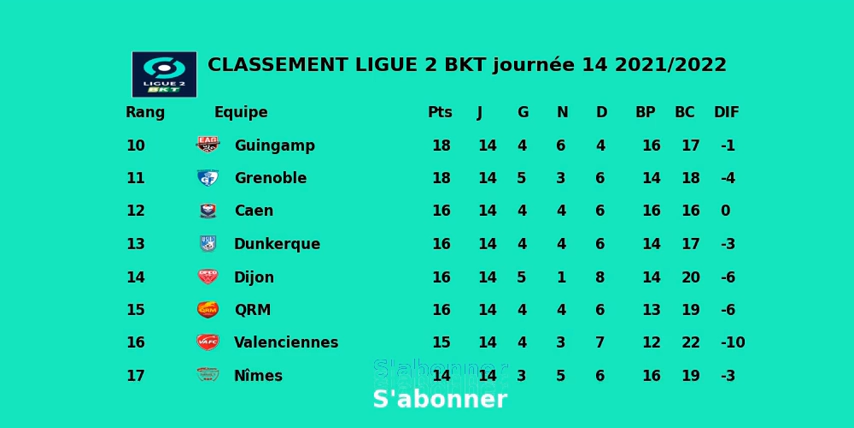 CLASSEMENT LIGUE 2 BKT journée 14 2021/2022
LIGUE 2
BKT
Rang Equipe Pts J G N D BP BC DIF
10 EAG Guingamp 18 14 4 6 4 16 17 -1
11 Grenoble 18 14 5 3 6 14 18 -4
12 Caen 16 14 4 4 6 16 16 0
13 Dunkerque 16 14 4 4 6 14 17 -3
14 DFCO Dijon 16 14 5 1 8 14 20 -6
15 QRM QRM 16 14 4 4 6 13 19 -6
16 VAFC Valenciennes 15 14 4 3 7 12 22 -10
17 Nîmes 14 14 3 5 6 16 19 -3
S'abonner
S'abonner